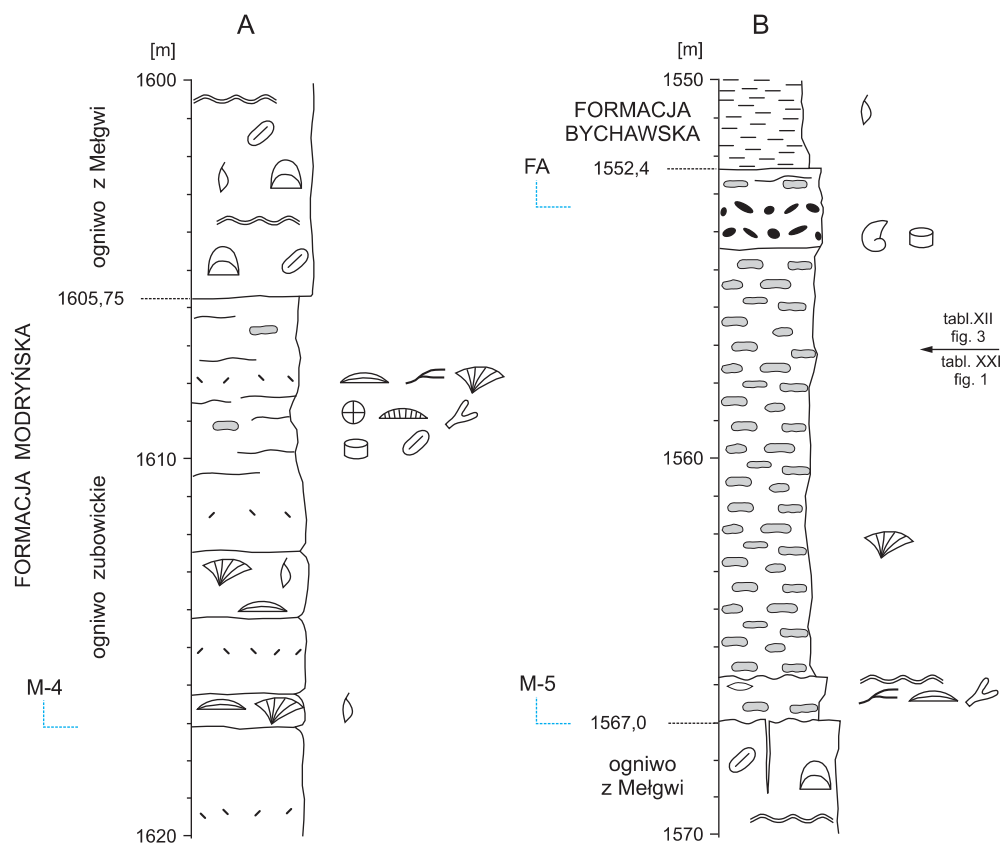 A
[m]
1600
ogniwo z Mełgwi
1605,75
FORMACJA MODRYŃSKA
1610
ogniwo zubowickie
M-4
1620
B
[m]
1550
FORMACJA
BYCHAWSKA
FA
1552,4
tabl.XII
fig. 3
tabl. XXI
fig. 1
1560
M-5
1567,0
ogniwo
z Mełgwi
1570